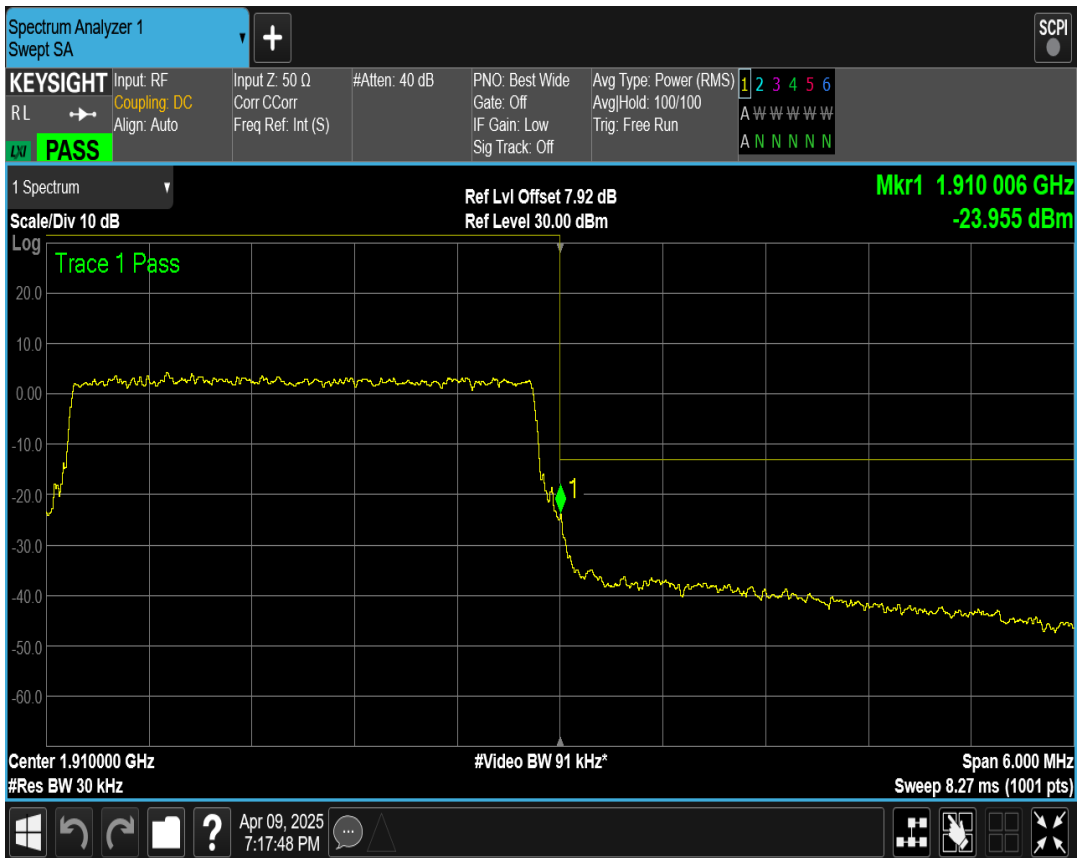 Spectrum Analyzer 1
Swept SA
+
SCPI
KEYSIGHT
RL
LXI PASS
Input: RF
Coupling: DC
Align: Auto
Input Z: 50 Ω
Corr CCorr
Freq Ref: Int (S)
#Atten: 40 dB
PNO: Best Wide
Gate: Off
IF Gain: Low
Sig Track: Off
Avg Type: Power (RMS)
Avg|Hold: 100/100
Trig: Free Run
1 2 3 4 5 6
A W W W W W
A N N N N N
1 Spectrum
Scale/Div 10 dB
Ref Lvl Offset 7.92 dB
Ref Level 30.00 dBm
Mkr1 1.910 006 GHz
-23.955 dBm
Log
Trace 1 Pass
20.0
10.0
0.00
-10.0
-20.0
-30.0
-40.0
-50.0
-60.0
1
Center 1.910000 GHz
#Res BW 30 kHz
#Video BW 91 kHz*
Span 6.000 MHz
Sweep 8.27 ms (1001 pts)
?
Apr 09, 2025
7:17:48 PM